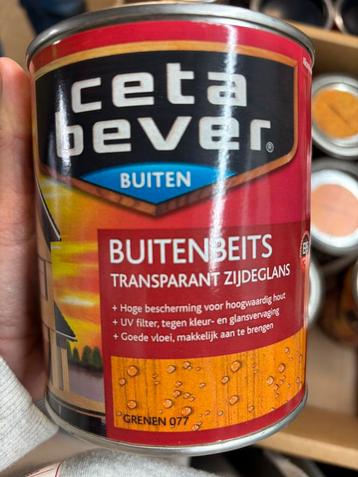 ceta
bever®
BUITEN
BUITENBEITS
TRANSPARANT ZIJDEGLANS
+ Hoge bescherming voor hoogwaardig hout
+ UV filter, tegen kleur- en glansvervaging
+ Goede vloei, makkelijk aan te brengen
GRENEN 077